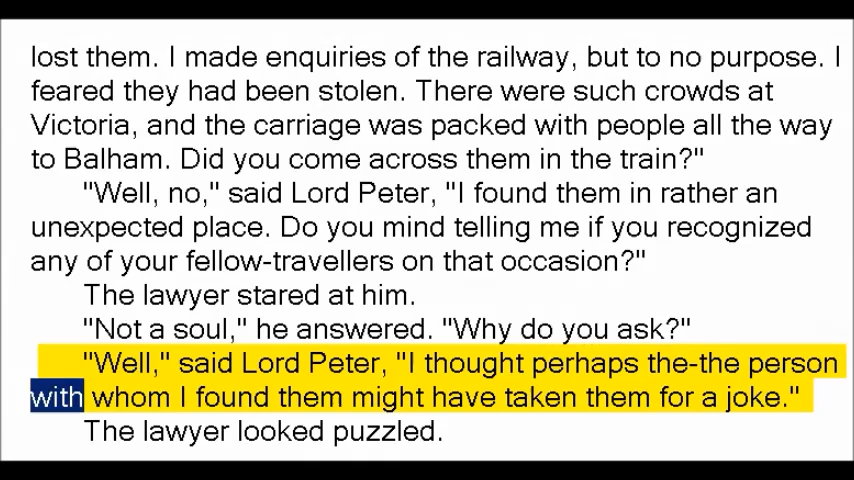 lost them. I made enquiries of the railway, but to no purpose. I
feared they had been stolen. There were such crowds at
Victoria, and the carriage was packed with people all the way
to Balham. Did you come across them in the train?"
"Well, no," said Lord Peter, "I found them in rather an
unexpected place. Do you mind telling me if you recognized
any of your fellow-travellers on that occasion?"
The lawyer stared at him.
"Not a soul," he answered. "Why do you ask?"
"Well," said Lord Peter, "I thought perhaps the-the person
with whom I found them might have taken them for a joke."
The lawyer looked puzzled.